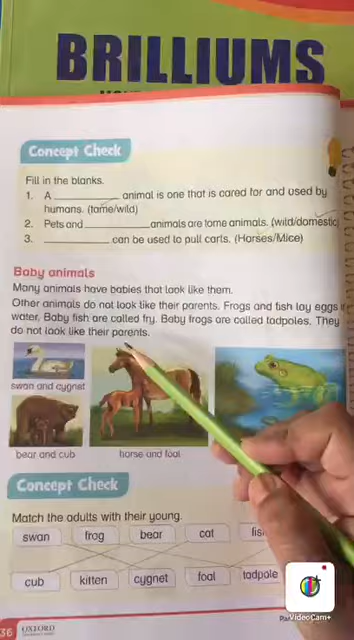 BRILLIUMS
Concept Check
Fill in the blanks.
1. A ____________ animal is one that is cared for and used by
humans. (tame/wild)
2. Pets and ____________ animals are tame animals. (wild/domestic)
3. ____________ can be used to pull carts. (Horses/Mice)
Baby animals
Many animals have babies that look like them.
Other animals do not look like their parents. Frogs and fish lay eggs
water. Baby fish are called fry. Baby frogs are called tadpoles. They
do not look like their parents.
swan and cygnet
bear and cub
horse and foal
Concept Check
Match the adults with their young.
swan frog bear cat
cub kitten cygnet foal tadpole
36 OXFORD
VideoCam+